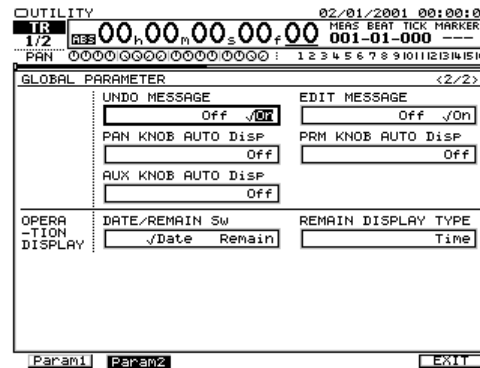 UTILITY 02/01/2001 00:00:0
TR 1/2 ABS 00h00m00s00f00 MEAS BEAT TICK MARKER
001-01-000 ---
PAN 1 2 3 4 5 6 7 8 9 10 11 12 13 14 15 1
GLOBAL PARAMETER <2/2>
UNDO MESSAGE EDIT MESSAGE
Off √On Off √On
PAN KNOB AUTO Disp PRM KNOB AUTO Disp
Off Off
AUX KNOB AUTO Disp
Off
OPERA DATE/REMAIN Sw REMAIN DISPLAY TYPE
-TION
DISPLAY √Date Remain Time
Param1 Param2 EXIT